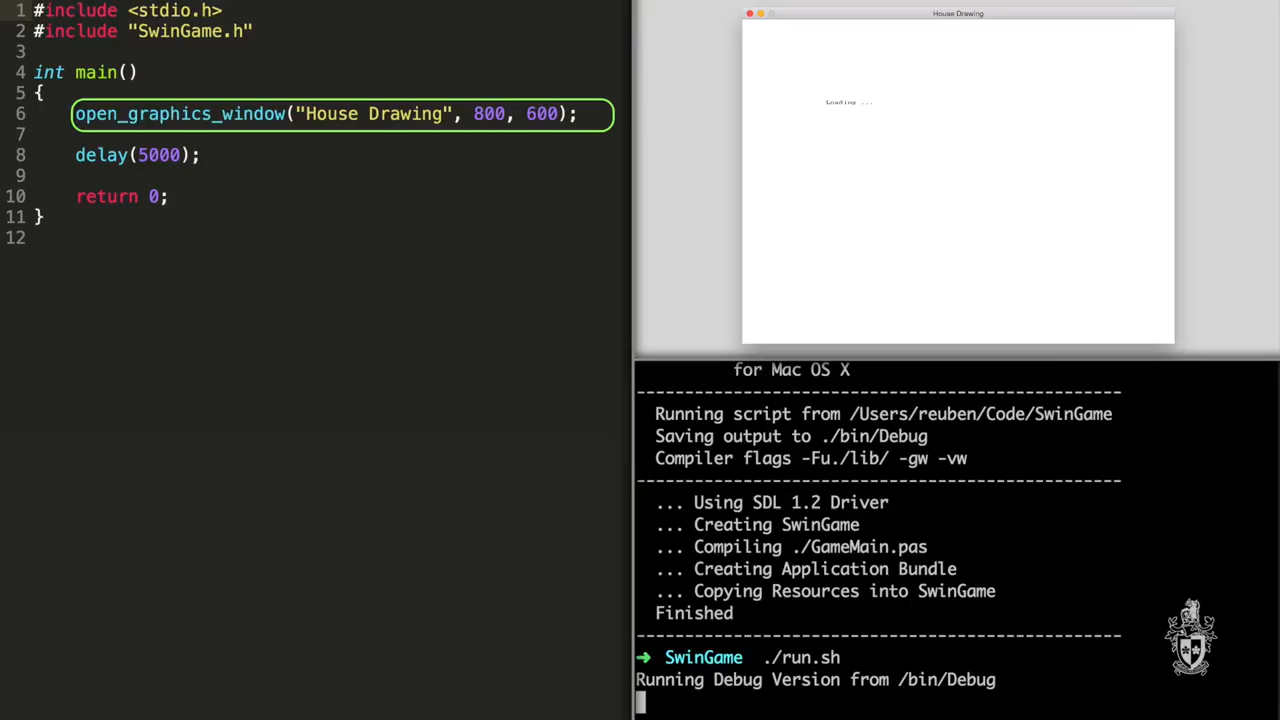 1 #include <stdio.h>
2 #include "SwinGame.h"
3
4 int main()
5 {
6 open_graphics_window("House Drawing", 800, 600);
7
8 delay(5000);
9
10 return 0;
11 }
12
House Drawing
Loading ...
for Mac OS X
--------------------------------------------------
Running script from /Users/reuben/Code/SwinGame
Saving output to ./bin/Debug
Compiler flags -Fu./lib/ -gw -vw
--------------------------------------------------
... Using SDL 1.2 Driver
... Creating SwinGame
... Compiling ./GameMain.pas
... Creating Application Bundle
... Copying Resources into SwinGame
Finished
--------------------------------------------------
➜ SwinGame ./run.sh
Running Debug Version from /bin/Debug